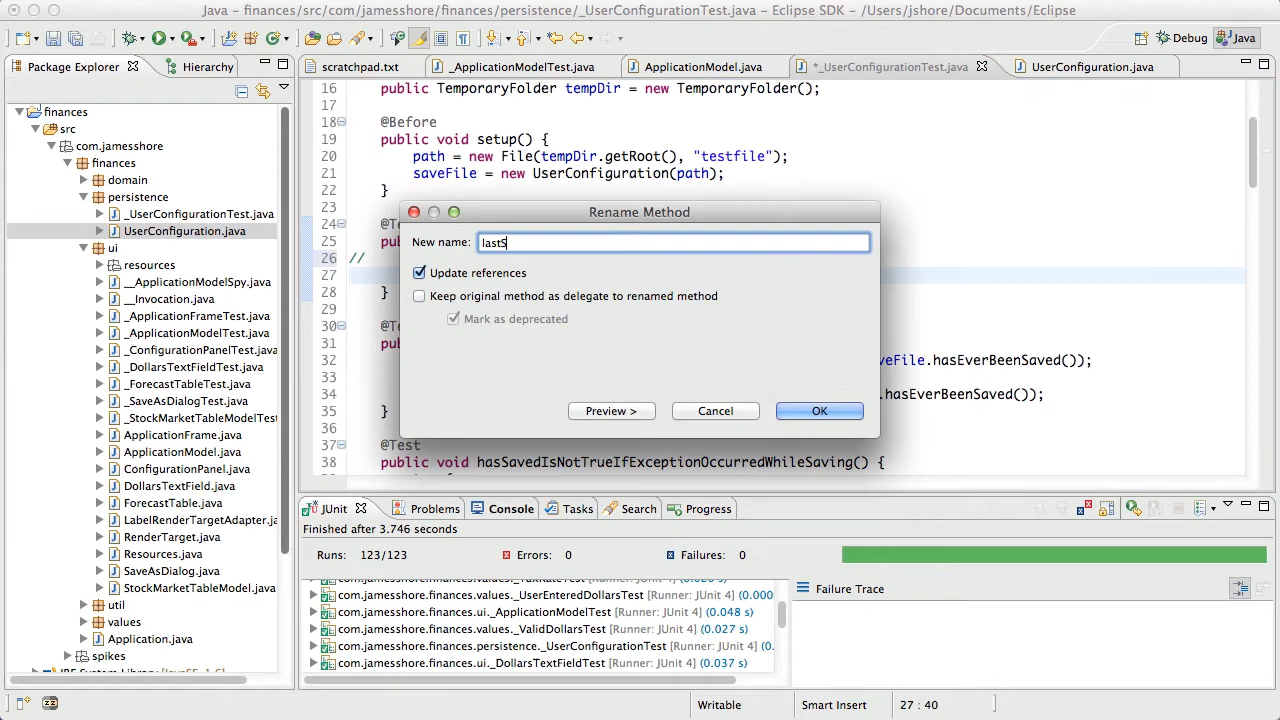 Java – finances/src/com/jamesshore/finances/persistence/_UserConfigurationTest.java – Eclipse SDK – /Users/jshore/Documents/Eclipse
Debug
Java
Package Explorer
Hierarchy
scratchpad.txt
_ApplicationModelTest.java
ApplicationModel.java
*_UserConfigurationTest.java
UserConfiguration.java
finances
src
com.jamesshore
finances
domain
persistence
_UserConfigurationTest.java
UserConfiguration.java
ui
resources
__ApplicationModelSpy.java
__Invocation.java
_ApplicationFrameTest.java
_ApplicationModelTest.java
_ConfigurationPanelTest.java
_DollarsTextFieldTest.java
_ForecastTableTest.java
_SaveAsDialogTest.java
_StockMarketTableModelTest
ApplicationFrame.java
ApplicationModel.java
ConfigurationPanel.java
DollarsTextField.java
ForecastTable.java
LabelRenderTargetAdapter.ja
RenderTarget.java
Resources.java
SaveAsDialog.java
StockMarketTableModel.java
util
values
Application.java
spikes
16 public TemporaryFolder tempDir = new TemporaryFolder();
17
18 @Before
19 public void setup() {
20 path = new File(tempDir.getRoot(), "testfile");
21 saveFile = new UserConfiguration(path);
22 }
23
24 @Te
25 pub
26 //
27
28 }
29
30 @Te
31 pub
32 veFile.hasEverBeenSaved());
33
34 .hasEverBeenSaved());
35 }
36
37 @Test
38 public void hasSavedIsNotTrueIfExceptionOccurredWhileSaving() {
Rename Method
New name: lastS
Update references
Keep original method as delegate to renamed method
Mark as deprecated
Preview >
Cancel
OK
JUnit
Problems
Console
Tasks
Search
Progress
Finished after 3.746 seconds
Runs: 123/123
Errors: 0
Failures: 0
com.jamesshore.finances.values._UserEnteredDollarsTest [Runner: JUnit 4] (0.000
com.jamesshore.finances.ui._ApplicationModelTest [Runner: JUnit 4] (0.048 s)
com.jamesshore.finances.values._ValidDollarsTest [Runner: JUnit 4] (0.027 s)
com.jamesshore.finances.persistence._UserConfigurationTest [Runner: JUnit 4] (0.
com.jamesshore.finances.ui._DollarsTextFieldTest [Runner: JUnit 4] (0.037 s)
Failure Trace
Writable
Smart Insert
27 : 40